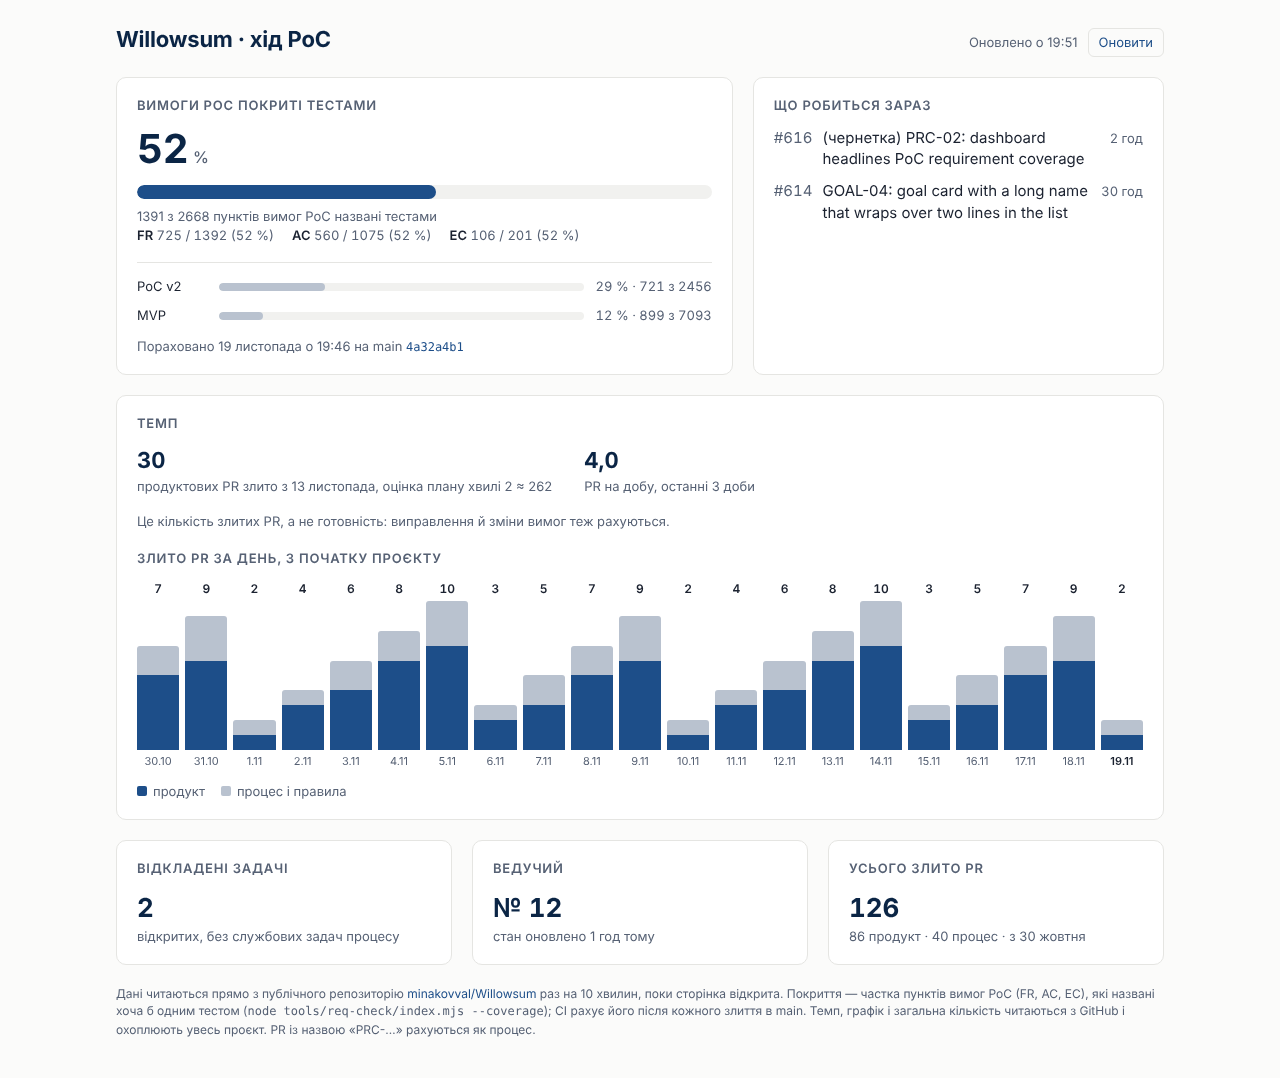 Willowsum · хід PoC
Оновлено о 19:51
Оновити
ВИМОГИ POC ПОКРИТІ ТЕСТАМИ
52 %
1391 з 2668 пунктів вимог PoC названі тестами
FR 725 / 1392 (52 %) AC 560 / 1075 (52 %) EC 106 / 201 (52 %)
PoC v2 29 % · 721 з 2456
MVP 12 % · 899 з 7093
Пораховано 19 листопада о 19:46 на main 4a32a4b1
ЩО РОБИТЬСЯ ЗАРАЗ
#616 (чернетка) PRC-02: dashboard 2 год
headlines PoC requirement coverage
#614 GOAL-04: goal card with a long name 30 год
that wraps over two lines in the list
ТЕМП
30
продуктових PR злито з 13 листопада, оцінка плану хвилі 2 ≈ 262
4,0
PR на добу, останні 3 доби
Це кількість злитих PR, а не готовність: виправлення й зміни вимог теж рахуються.
ЗЛИТО PR ЗА ДЕНЬ, З ПОЧАТКУ ПРОЄКТУ
7 9 2 4 6 8 10 3 5 7 9 2 4 6 8 10 3 5 7 9 2
30.10 31.10 1.11 2.11 3.11 4.11 5.11 6.11 7.11 8.11 9.11 10.11 11.11 12.11 13.11 14.11 15.11 16.11 17.11 18.11 19.11
продукт процес і правила
ВІДКЛАДЕНІ ЗАДАЧІ
2
відкритих, без службових задач процесу
ВЕДУЧИЙ
№ 12
стан оновлено 1 год тому
УСЬОГО ЗЛИТО PR
126
86 продукт · 40 процес · з 30 жовтня
Дані читаються прямо з публічного репозиторію minakovval/Willowsum раз на 10 хвилин, поки сторінка відкрита. Покриття — частка пунктів вимог PoC (FR, AC, EC), які названі
хоча б одним тестом (node tools/req-check/index.mjs --coverage); CI рахує його після кожного злиття в main. Темп, графік і загальна кількість читаються з GitHub і
охоплюють увесь проєкт. PR із назвою «PRC-…» рахуються як процес.